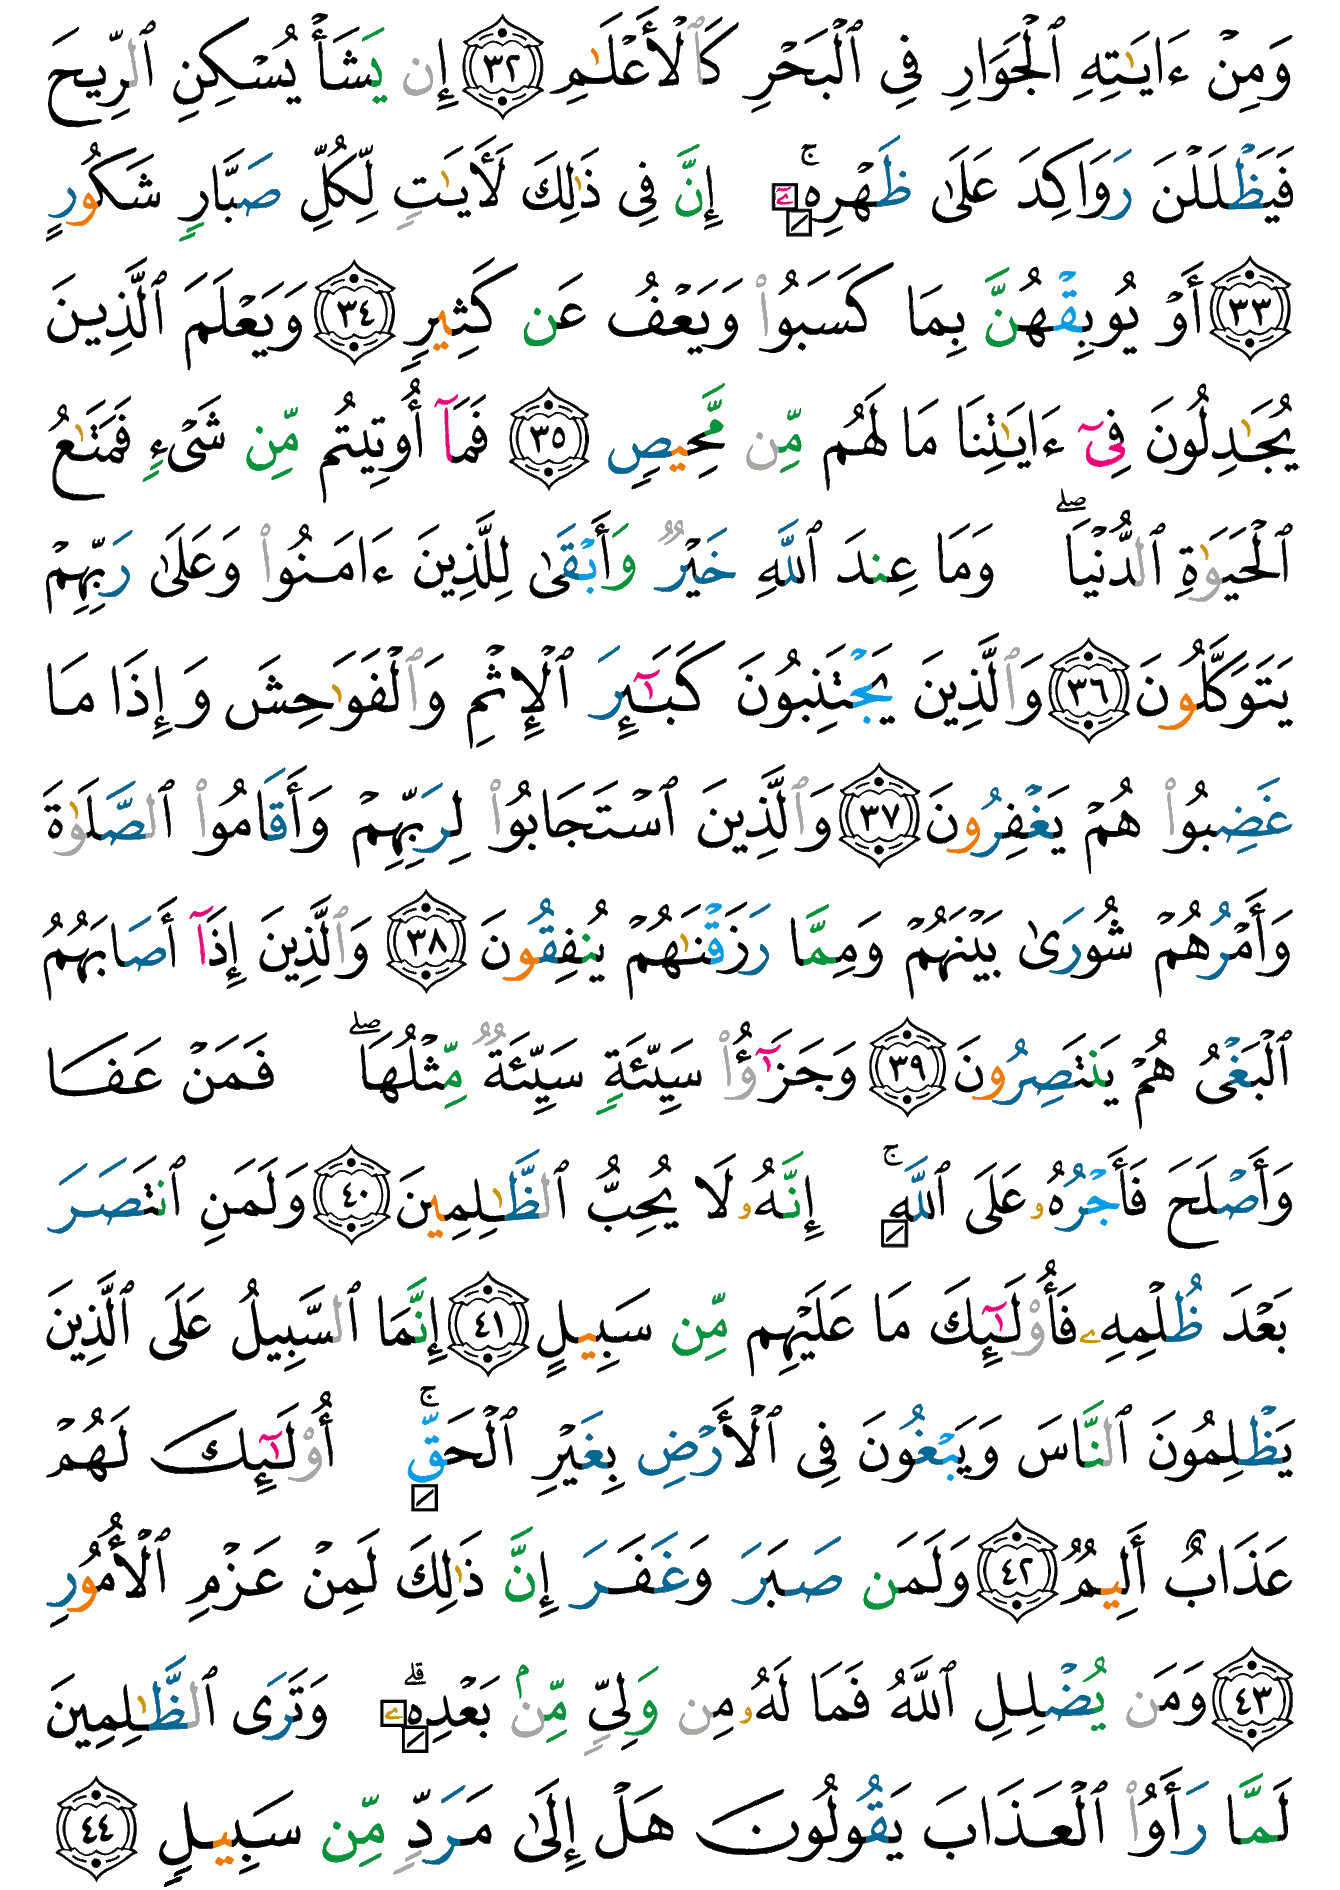 وَمِنْ ءَايَـٰتِهِ ٱلْجَوَارِ فِى ٱلْبَحْرِ كَٱلْأَعْلَـٰمِ ٣٢ إِن يَشَأْ يُسْكِنِ ٱلرِّيحَ
فَيَظْلَلْنَ رَوَاكِدَ عَلَىٰ ظَهْرِهِۦٓ ۚ إِنَّ فِى ذَٰلِكَ لَـَٔايَـٰتٍ لِّكُلِّ صَبَّارٍ شَكُورٍ
٣٣ أَوْ يُوبِقْهُنَّ بِمَا كَسَبُوا۟ وَيَعْفُ عَن كَثِيرٍ ٣٤ وَيَعْلَمَ ٱلَّذِينَ
يُجَـٰدِلُونَ فِىٓ ءَايَـٰتِنَا مَا لَهُم مِّن مَّحِيصٍ ٣٥ فَمَآ أُوتِيتُم مِّن شَىْءٍ فَمَتَـٰعُ
ٱلْحَيَوٰةِ ٱلدُّنْيَا ۖ وَمَا عِندَ ٱللَّهِ خَيْرٌ وَأَبْقَىٰ لِلَّذِينَ ءَامَنُوا۟ وَعَلَىٰ رَبِّهِمْ
يَتَوَكَّلُونَ ٣٦ وَٱلَّذِينَ يَجْتَنِبُونَ كَبَـٰٓئِرَ ٱلْإِثْمِ وَٱلْفَوَٰحِشَ وَإِذَا مَا
غَضِبُوا۟ هُمْ يَغْفِرُونَ ٣٧ وَٱلَّذِينَ ٱسْتَجَابُوا۟ لِرَبِّهِمْ وَأَقَامُوا۟ ٱلصَّلَوٰةَ
وَأَمْرُهُمْ شُورَىٰ بَيْنَهُمْ وَمِمَّا رَزَقْنَـٰهُمْ يُنفِقُونَ ٣٨ وَٱلَّذِينَ إِذَآ أَصَابَهُمُ
ٱلْبَغْىُ هُمْ يَنتَصِرُونَ ٣٩ وَجَزَٰٓؤُا۟ سَيِّئَةٍ سَيِّئَةٌ مِّثْلُهَا ۖ فَمَنْ عَفَا
وَأَصْلَحَ فَأَجْرُهُۥ عَلَى ٱللَّهِ ۚ إِنَّهُۥ لَا يُحِبُّ ٱلظَّـٰلِمِينَ ٤٠ وَلَمَنِ ٱنتَصَرَ
بَعْدَ ظُلْمِهِۦ فَأُو۟لَـٰٓئِكَ مَا عَلَيْهِم مِّن سَبِيلٍ ٤١ إِنَّمَا ٱلسَّبِيلُ عَلَى ٱلَّذِينَ
يَظْلِمُونَ ٱلنَّاسَ وَيَبْغُونَ فِى ٱلْأَرْضِ بِغَيْرِ ٱلْحَقِّ ۚ أُو۟لَـٰٓئِكَ لَهُمْ
عَذَابٌ أَلِيمٌ ٤٢ وَلَمَن صَبَرَ وَغَفَرَ إِنَّ ذَٰلِكَ لَمِنْ عَزْمِ ٱلْأُمُورِ
٤٣ وَمَن يُضْلِلِ ٱللَّهُ فَمَا لَهُۥ مِن وَلِىٍّ مِّنۢ بَعْدِهِۦ ۗ وَتَرَى ٱلظَّـٰلِمِينَ
لَمَّا رَأَوُا۟ ٱلْعَذَابَ يَقُولُونَ هَلْ إِلَىٰ مَرَدٍّ مِّن سَبِيلٍ ٤٤